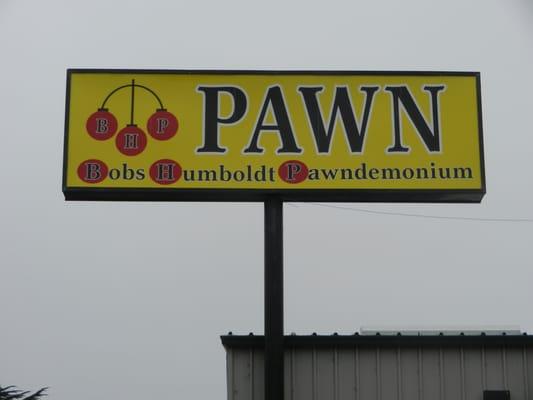 B H P
PAWN
Bobs Humboldt Pawndemonium